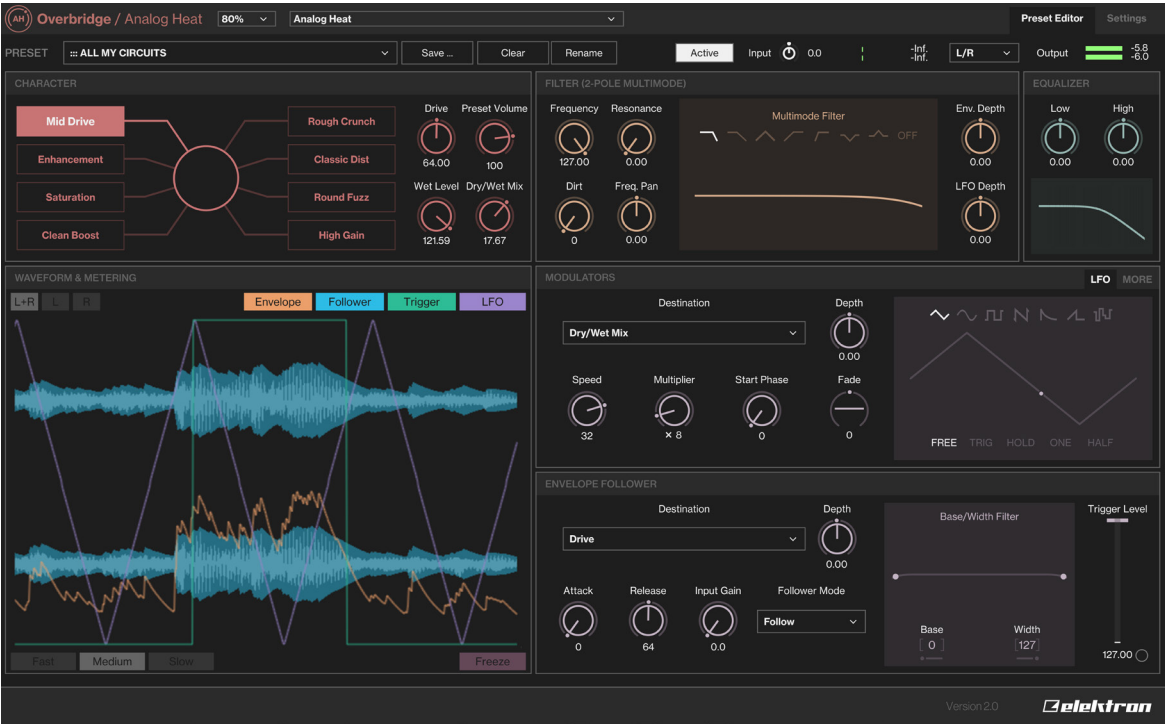 AH Overbridge / Analog Heat 80% Analog Heat Preset Editor Settings
PRESET ::: ALL MY CIRCUITS Save ... Clear Rename Active Input 0.0 -Inf. -Inf. L/R Output -5.8 -6.0
CHARACTER
Mid Drive
Enhancement
Saturation
Clean Boost
Rough Crunch
Classic Dist
Round Fuzz
High Gain
Drive Preset Volume
64.00 100
Wet Level Dry/Wet Mix
121.59 17.67
FILTER (2-POLE MULTIMODE)
Frequency Resonance
127.00 0.00
Dirt Freq. Pan
0 0.00
Multimode Filter
OFF
Env. Depth
0.00
LFO Depth
0.00
EQUALIZER
Low High
0.00 0.00
WAVEFORM & METERING
L+R L R Envelope Follower Trigger LFO
Fast Medium Slow Freeze
MODULATORS LFO MORE
Destination Depth
Dry/Wet Mix
0.00
Speed Multiplier Start Phase Fade
32 × 8 0 0
FREE TRIG HOLD ONE HALF
ENVELOPE FOLLOWER
Destination Depth
Drive
0.00
Attack Release Input Gain Follower Mode
Follow
0 64 0.0
Base/Width Filter
Base Width
[ 0 ] [127]
Trigger Level
127.00
Version 2.0 elektron